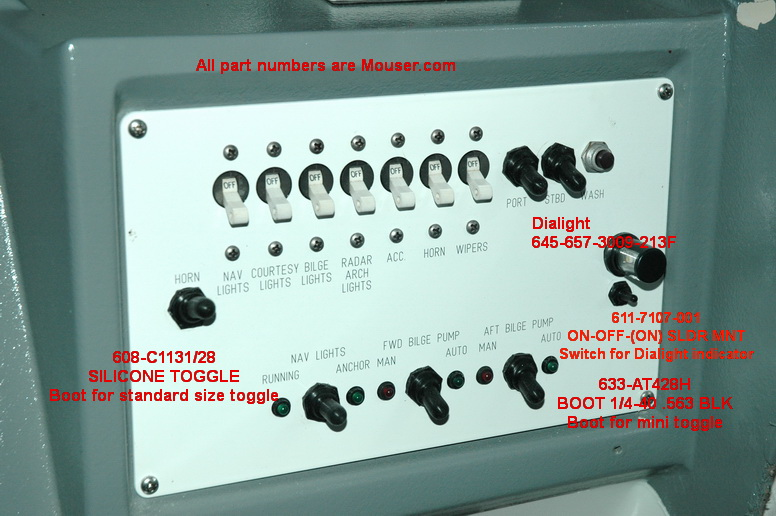 All part numbers are Mouser.com
OFF OFF OFF OFF OFF OFF OFF
PORT STBD WASH
Dialight
645-657-3009-213F
HORN
NAV LIGHTS
COURTESY LIGHTS
BILGE LIGHTS
RADAR ARCH LIGHTS
ACC.
HORN
WIPERS
611-7107-081
ON-OFF-(ON) SLDR MNT
Switch for Dialight indicator
608-C1131/28
SILICONE TOGGLE
Boot for standard size toggle
NAV LIGHTS
RUNNING
ANCHOR
FWD BILGE PUMP
MAN
AUTO
AFT BILGE PUMP
MAN
AUTO
633-AT428H
BOOT 1/4-40 .563 BLK
Boot for mini toggle